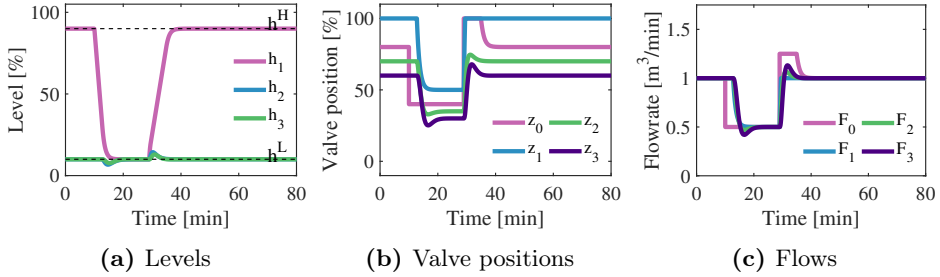 h^H
h_1
h_2
h_3
h^L
Level [%]
100
50
0
0 20 40 60 80
Time [min]
(a) Levels
Valve position [%]
100
50
0
z_0 z_2
z_1 z_3
0 20 40 60 80
Time [min]
(b) Valve positions
Flowrate [m³/min]
1.5
1
0.5
0
F_0 F_2
F_1 F_3
0 20 40 60 80
Time [min]
(c) Flows